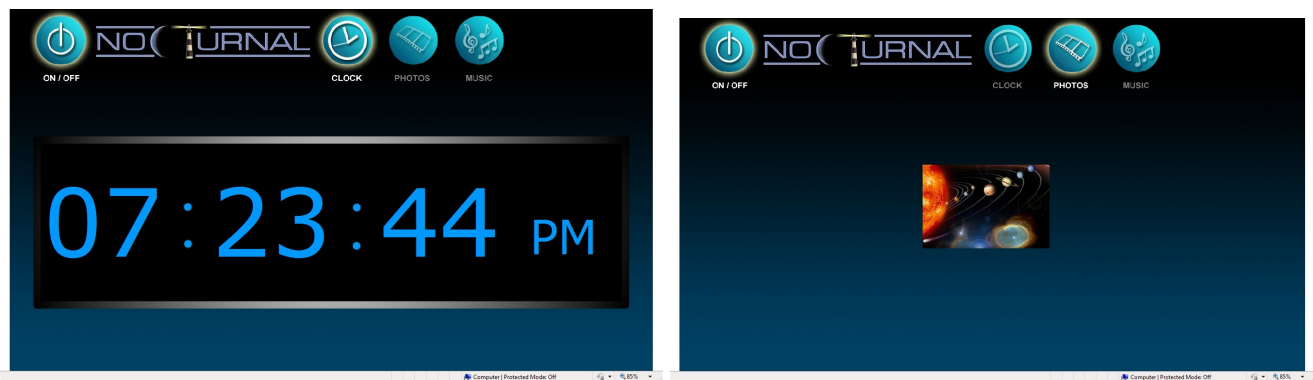 NOCTURNAL
ON / OFF
CLOCK
PHOTOS
MUSIC
07 : 23 : 44 PM
Computer | Protected Mode: Off
85%
NOCTURNAL
ON / OFF
CLOCK
PHOTOS
MUSIC
Computer | Protected Mode: Off
85%